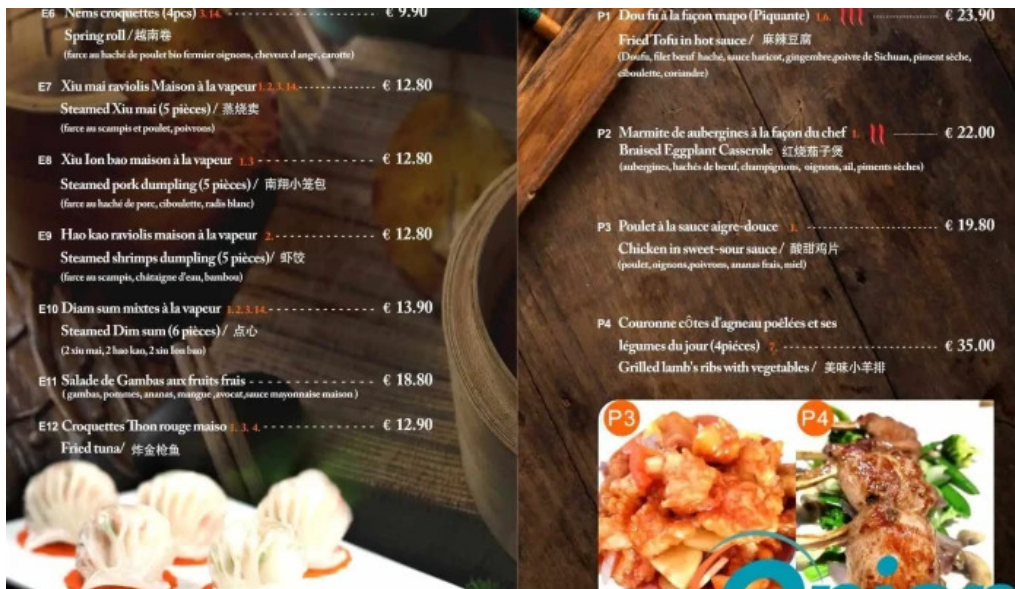 E6 Nems croquettes (4pcs) 3.14. € 9.90
Spring roll / 越南卷
(farce au haché de poulet bio fermier oignons, cheveux d ange, carotte)
E7 Xiu mai raviolis Maison à la vapeur 1. 2. 3. 14. € 12.80
Steamed Xiu mai (5 pièces) / 蒸烧卖
(farce au scampis et poulet, poivrons)
E8 Xiu Ion bao maison à la vapeur 1.3 € 12.80
Steamed pork dumpling (5 pièces) / 南翔小笼包
(farce au haché de porc, ciboulette, radis blanc)
E9 Hao kao raviolis maison à la vapeur 2. € 12.80
Steamed shrimps dumpling (5 pièces)/ 虾饺
(farce au scampis, châtaigne d'eau, bambou)
E10 Diam sum mixtes à la vapeur 1. 2. 3. 14. € 13.90
Steamed Dim sum (6 pièces) / 点心
(2 xiu mai, 2 hao kao, 2 xiu Ion bao)
E11 Salade de Gambas aux fruits frais € 18.80
( gambas, pommes, ananas, mangue ,avocat,sauce mayonnaise maison )
E12 Croquettes Thon rouge maiso 1. 3. 4. € 12.90
Fried tuna/ 炸金枪鱼
P1 Dou fu à la façon mapo (Piquante) 1.6. € 23.90
Fried Tofu in hot sauce / 麻辣豆腐
(Doufu, filet bœuf haché, sauce haricot, gingembre,poivre de Sichuan, piment sèche,
ciboulette, coriandre)
P2 Marmite de aubergines à la façon du chef 1. € 22.00
Braised Eggplant Casserole 红烧茄子煲
(aubergines, hachés de bœuf, champignons, oignons, ail, piments sèches)
P3 Poulet à la sauce aigre-douce 1. € 19.80
Chicken in sweet-sour sauce / 酸甜鸡片
(poulet, oignons,poivrons, ananas frais, miel)
P4 Couronne cÔtes d'agneau poêlées et ses
légumes du jour (4piéces) 7. € 35.00
Grilled lamb's ribs with vegetables / 美味小羊排
P3
P4